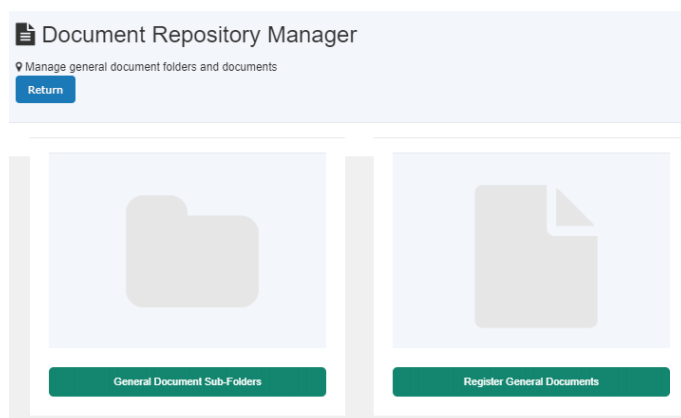 Document Repository Manager
Manage general document folders and documents
Return
General Document Sub-Folders
Register General Documents